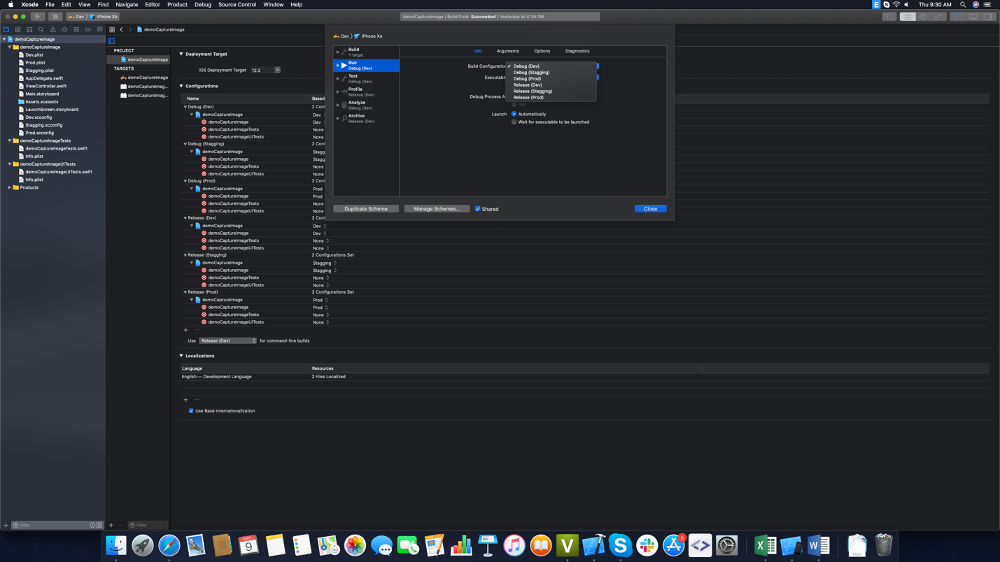 Xcode File Edit View Find Navigate Editor Product Debug Source Control Window Help
Thu 9:30 AM
Dev iPhone Xʀ
demoCaptureImage | Build Prod: Succeeded | Yesterday at 4:39 PM
demoCaptureImage
demoCaptureImage
Dev.plist
Prod.plist
Stagging.plist
AppDelegate.swift
ViewController.swift
Main.storyboard
Assets.xcassets
LaunchScreen.storyboard
Dev.xcconfig
Stagging.xcconfig
Prod.xcconfig
demoCaptureImageTests
demoCaptureImageTests.swift
Info.plist
demoCaptureImageUITests
demoCaptureImageUITests.swift
Info.plist
Products
Filter
demoCaptureImage
PROJECT
demoCaptureImage
TARGETS
demoCaptureImage
demoCaptureImag...
demoCaptureImag...
Filter
Deployment Target
iOS Deployment Target 12.2
Configurations
Name Based
Debug (Dev) 2 Conf
demoCaptureImage Dev
demoCaptureImage Dev
demoCaptureImageTests None
demoCaptureImageUITests None
Debug (Stagging) 2 Conf
demoCaptureImage Stagg
demoCaptureImage Stagg
demoCaptureImageTests None
demoCaptureImageUITests None
Debug (Prod) 2 Conf
demoCaptureImage Prod
demoCaptureImage Prod
demoCaptureImageTests None
demoCaptureImageUITests None
Release (Dev) 2 Conf
demoCaptureImage Dev
demoCaptureImage Dev
demoCaptureImageTests None
demoCaptureImageUITests None
Release (Stagging) 2 Configurations Set
demoCaptureImage Stagging
demoCaptureImage Stagging
demoCaptureImageTests None
demoCaptureImageUITests None
Release (Prod) 2 Configurations Set
demoCaptureImage Prod
demoCaptureImage Prod
demoCaptureImageTests None
demoCaptureImageUITests None
Use Release (Dev) for command-line builds
Localizations
Language Resources
English — Development Language 2 Files Localized
Use Base Internationalization
Dev iPhone Xʀ
Build
1 target
Run
Debug (Dev)
Test
Debug (Dev)
Profile
Release (Dev)
Analyze
Debug (Dev)
Archive
Release (Dev)
Info Arguments Options Diagnostics
Build Configuration
Debug (Dev)
Debug (Stagging)
Debug (Prod)
Release (Dev)
Release (Stagging)
Release (Prod)
Executable
Debug Process A
root
Launch Automatically
Wait for executable to be launched
Duplicate Scheme Manage Schemes... Shared Close
MAY
9
5
DOCX